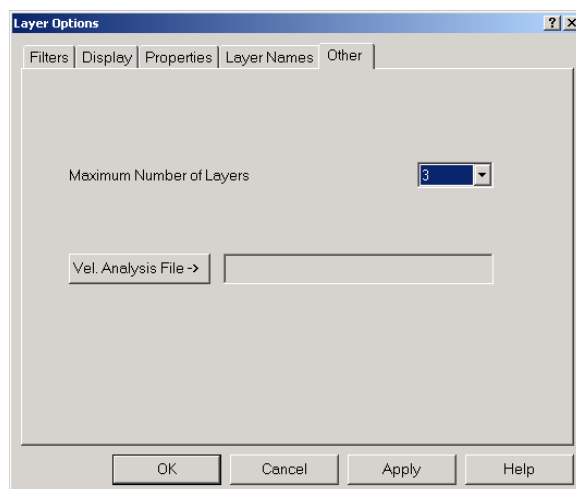 Layer Options
Filters Display Properties Layer Names Other
Maximum Number of Layers 3
Vel. Analysis File ->
OK Cancel Apply Help